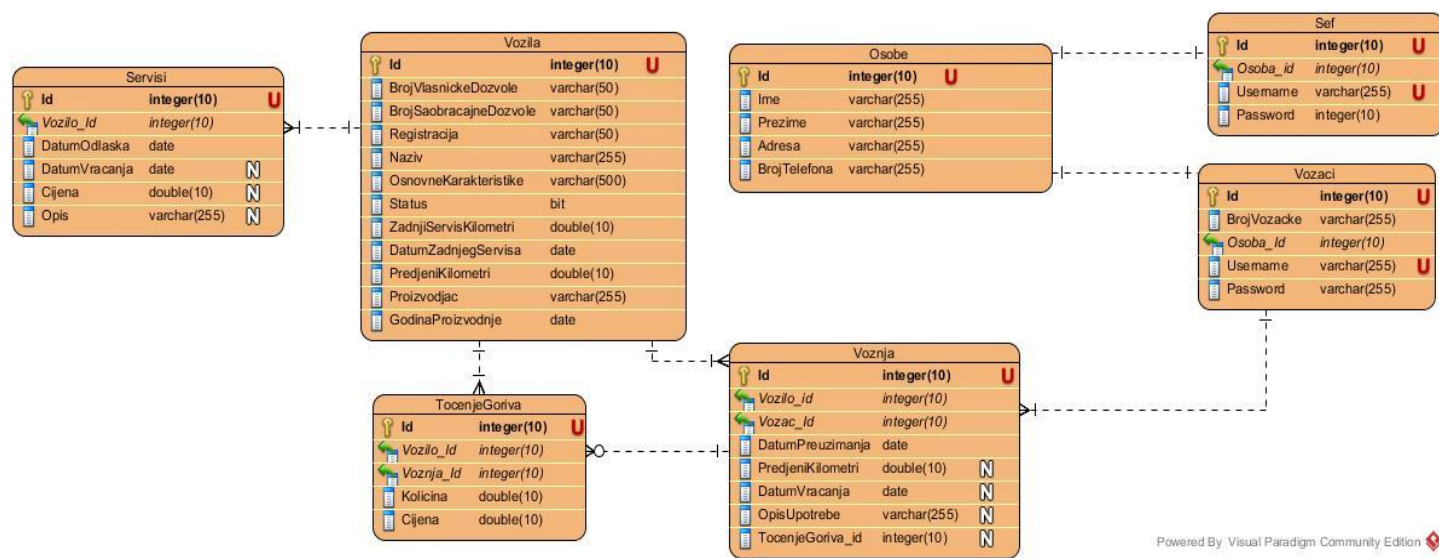 Servisi
Id integer(10) U
Vozilo_Id integer(10)
DatumOdlaska date
DatumVracanja date N
Cijena double(10) N
Opis varchar(255) N
Vozila
Id integer(10) U
BrojVlasnickeDozvole varchar(50)
BrojSaobracajneDozvole varchar(50)
Registracija varchar(50)
Naziv varchar(255)
OsnovneKarakteristike varchar(500)
Status bit
ZadnjiServisKilometri double(10)
DatumZadnjegServisa date
PredjeniKilometri double(10)
Proizvodjac varchar(255)
GodinaProizvodnje date
Osobe
Id integer(10) U
Ime varchar(255)
Prezime varchar(255)
Adresa varchar(255)
BrojTelefona varchar(255)
Sef
Id integer(10) U
Osoba_id integer(10)
Username varchar(255) U
Password integer(10)
Vozaci
Id integer(10) U
BrojVozacke varchar(255)
Osoba_Id integer(10)
Username varchar(255) U
Password varchar(255)
TocenjeGoriva
Id integer(10) U
Vozilo_Id integer(10)
Voznja_Id integer(10)
Kolicina double(10)
Cijena double(10)
Voznja
Id integer(10) U
Vozilo_id integer(10)
Vozac_Id integer(10)
DatumPreuzimanja date
PredjeniKilometri double(10) N
DatumVracanja date N
OpisUpotrebe varchar(255) N
TocenjeGoriva_id integer(10) N
Powered By Visual Paradigm Community Edition